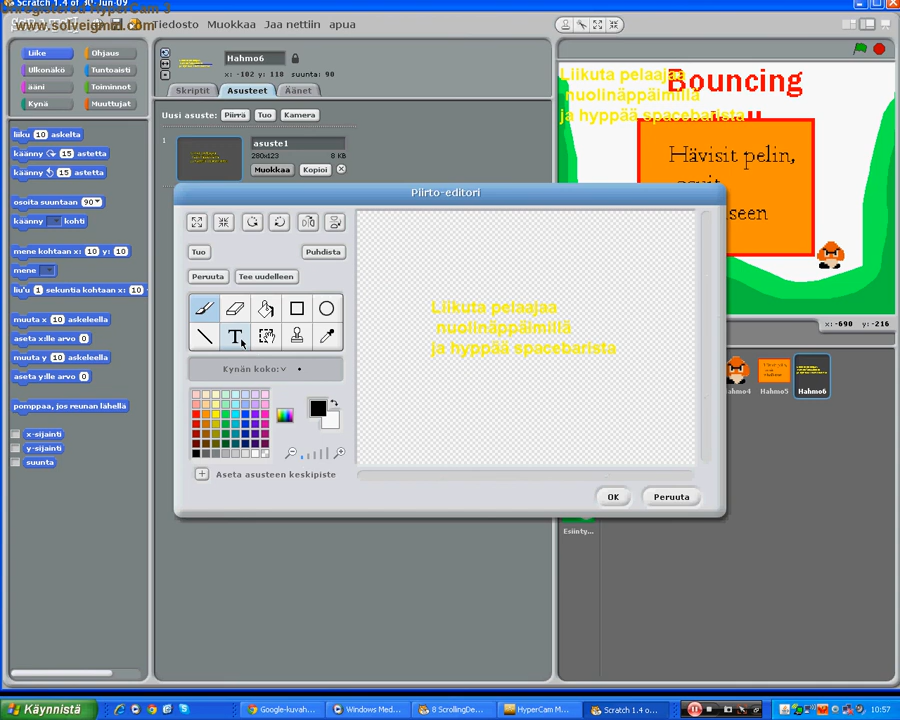 Unregistered HyperCam 3
www.solveigmm.com
Scratch 1.4 of 30-Jun-09
Tiedosto Muokkaa Jaa nettiin apua
Liike Ohjaus
Ulkonäkö Tuntoaisti
ääni Toiminnot
Kynä Muuttujat
liiku 10 askelta
käänny 15 astetta
käänny 15 astetta
osoita suuntaan 90
käänny kohti
mene kohtaan x: 10 y: 10
mene
liu'u 1 sekuntia kohtaan x: 10
muuta x 10 askeleella
aseta x:lle arvo 0
muuta y 10 askeleella
aseta y:lle arvo 0
pomppaa, jos reunan lähellä
x-sijainti
y-sijainti
suunta
Hahmo6
x: -102 y: 118 suunta: 90
Skriptit Asusteet Äänet
Uusi asuste: Piirrä Tuo Kamera
1
asuste1
280x123 8 KB
Muokkaa Kopioi
Piirto-editori
Tuo Puhdista
Peruuta Tee uudelleen
T
Kynän koko:
Aseta asusteen keskipiste
Liikuta pelaajaa
nuolinäppäimillä
ja hyppää spacebarista
OK Peruuta
Bouncing
Liikuta pelaajaa
nuolinäppäimillä
ja hyppää spacebarista
Hävisit pelin,
x: -690 y: -216
Hahmo5 Hahmo6
Esiinty...
Käynnistä
Google-kuvah...
Windows Med...
8 ScrollingDe...
HyperCam M...
Scratch 1.4 o...
10:57